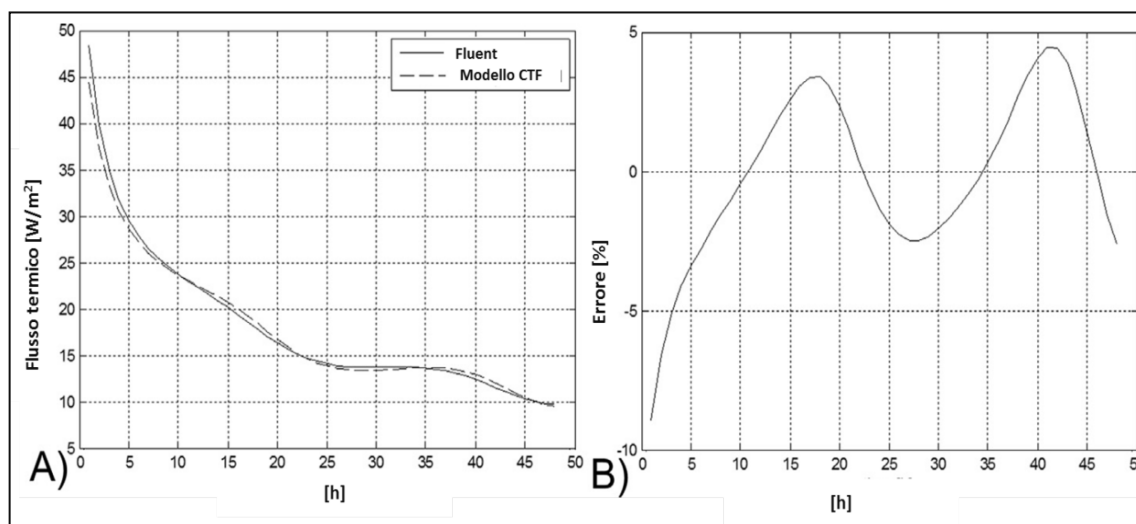 50
45
40
35
30
25
20
15
10
5
Flusso termico [W/m²]
Fluent
Modello CTF
0 5 10 15 20 25 30 35 40 45 50
[h]
A)
5
0
-5
-10
Errore [%]
0 5 10 15 20 25 30 35 40 45
[h]
B)